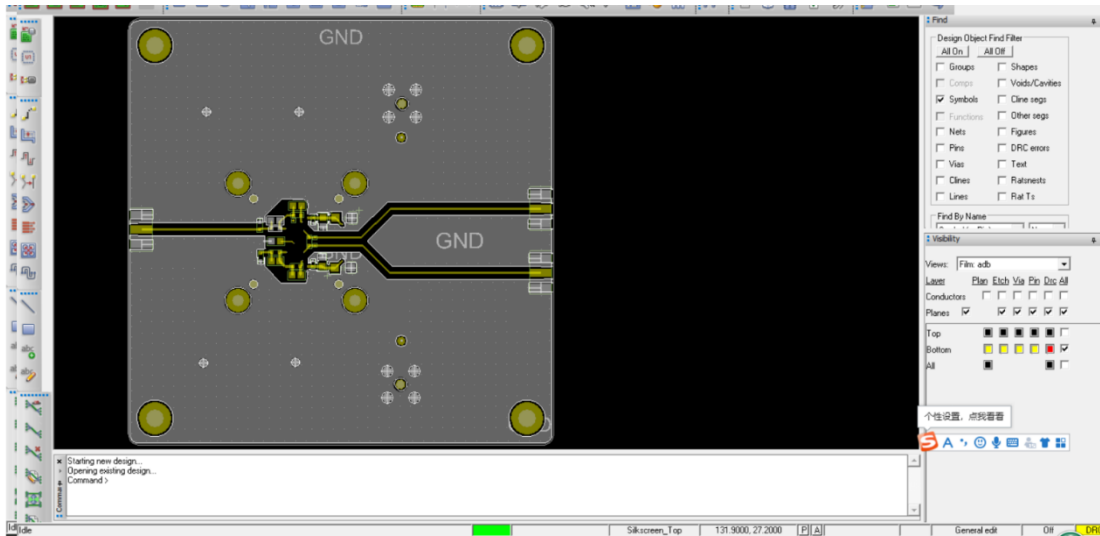 GND
GND
GND
Find
Design Object Find Filter
All On All Off
Groups Shapes
Comps Voids/Cavities
Symbols Cline segs
Functions Other segs
Nets Figures
Pins DRC errors
Vias Text
Clines Ratsnests
Lines Rat Ts
Find By Name
Visibility
Views: Film: adb
Layer Plan Etch Via Pin Drc All
Conductors
Planes
Top
Bottom
All
个性设置，点我看看
S A
Starting new design...
Opening existing design...
Command >
Idle Silkscreen_Top 131.9000, 27.2000 P A General edit Off DRC